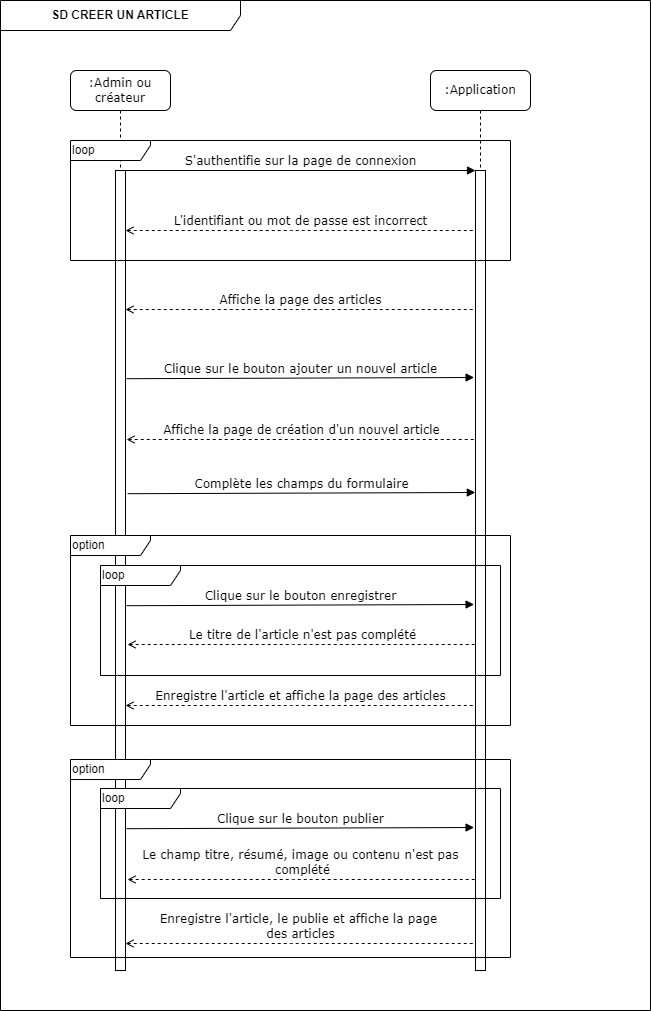 SD CREER UN ARTICLE
:Admin ou
créateur
:Application
loop
S'authentifie sur la page de connexion
L'identifiant ou mot de passe est incorrect
Affiche la page des articles
Clique sur le bouton ajouter un nouvel article
Affiche la page de création d'un nouvel article
Complète les champs du formulaire
option
loop
Clique sur le bouton enregistrer
Le titre de l'article n'est pas complété
Enregistre l'article et affiche la page des articles
option
loop
Clique sur le bouton publier
Le champ titre, résumé, image ou contenu n'est pas
complété
Enregistre l'article, le publie et affiche la page
des articles